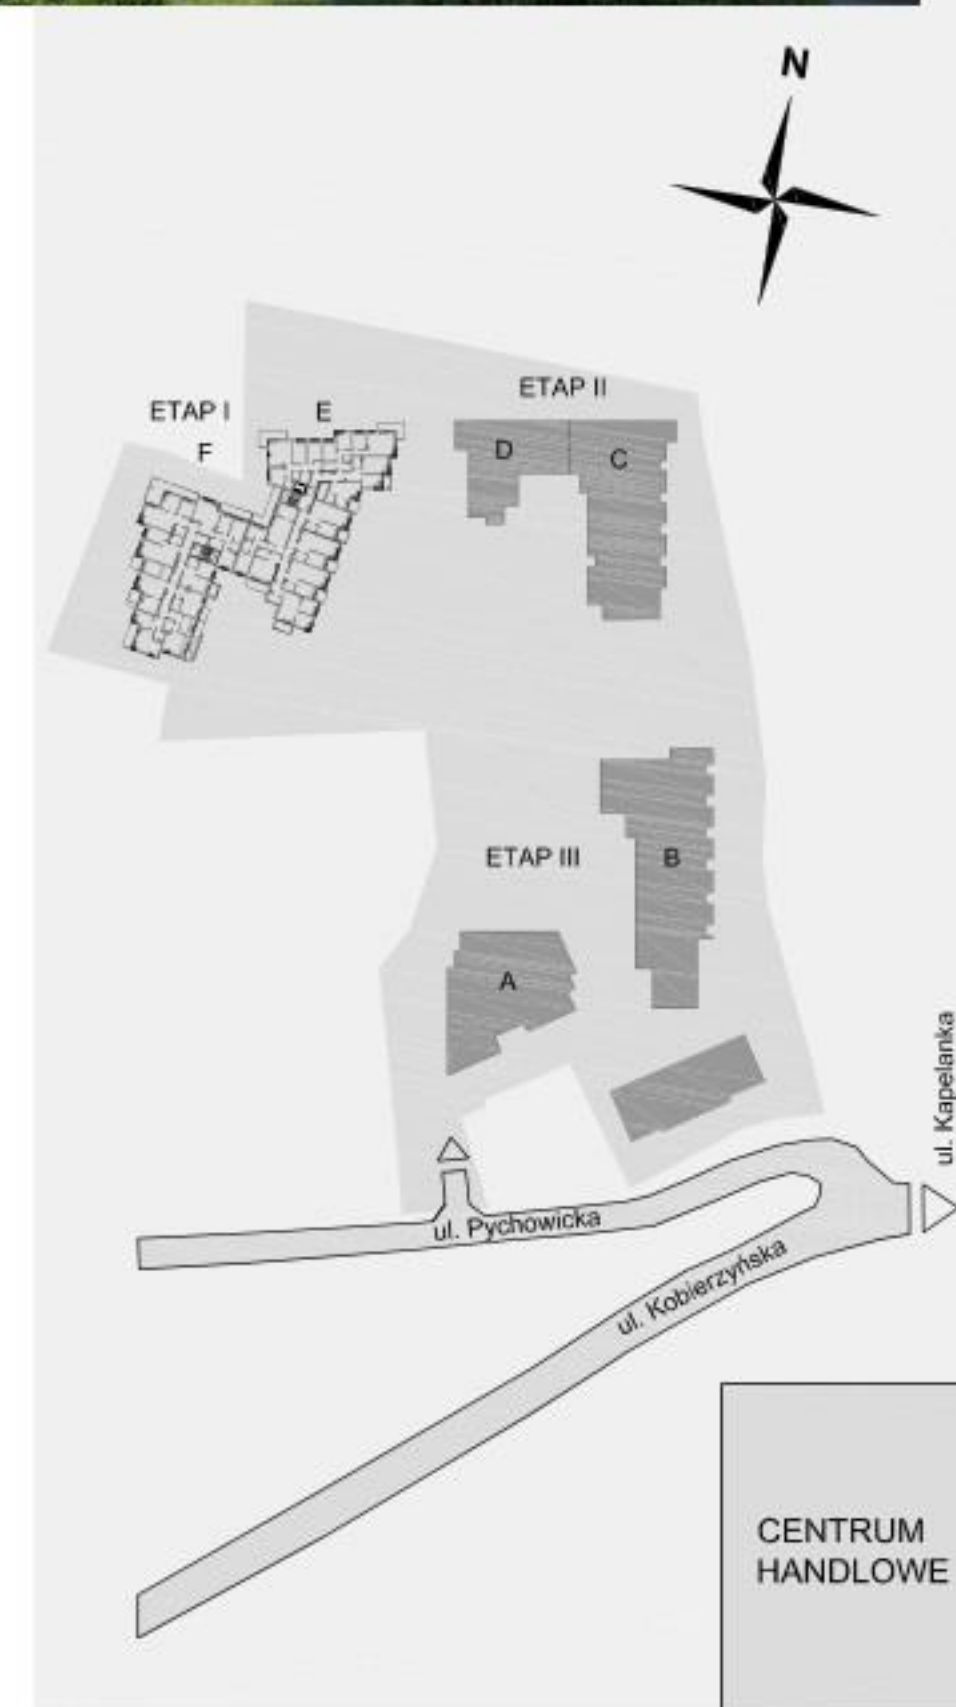 N
ETAP II
ETAP I
E
F
D
C
ETAP III
B
A
ul. Kapelanka
ul. Pychowicka
ul. Kobierzyńska
CENTRUM
HANDLOWE